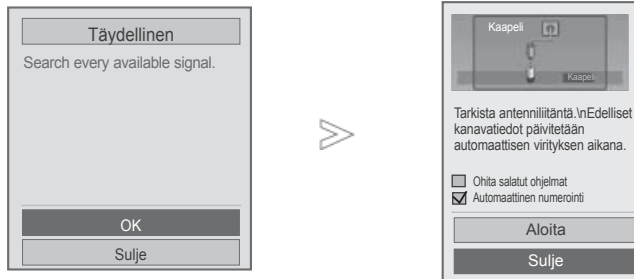 Täydellinen
Search every available signal.
OK
Sulje
Kaapeli
Kaapeli
Tarkista antenniliitäntä.\nEdelliset
kanavatiedot päivitetään
automaattisen virityksen aikana.
Ohita salatut ohjelmat
Automaattinen numerointi
Aloita
Sulje